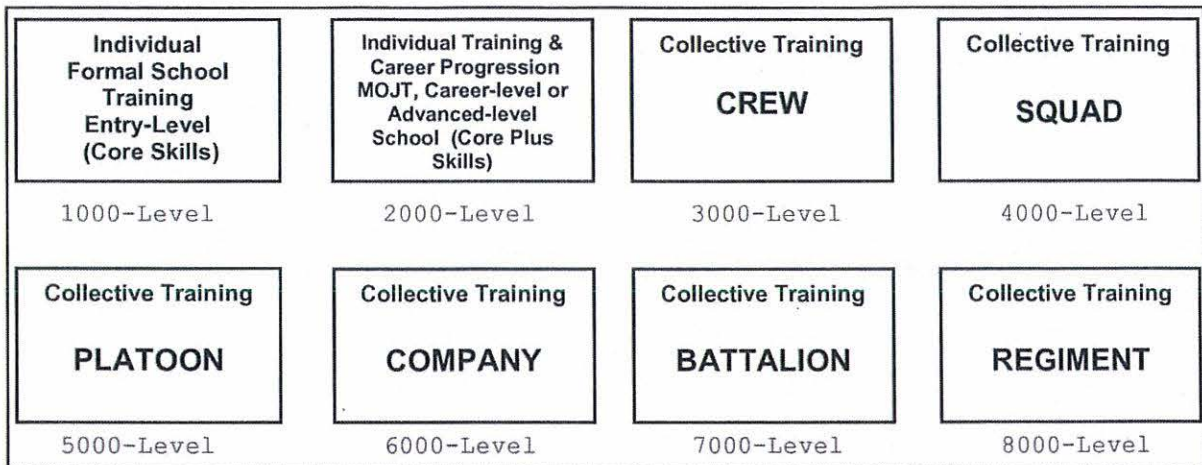 Individual
Formal School
Training
Entry-Level
(Core Skills)
1000-Level
Individual Training &
Career Progression
MOJT, Career-level or
Advanced-level
School (Core Plus
Skills)
2000-Level
Collective Training
CREW
3000-Level
Collective Training
SQUAD
4000-Level
Collective Training
PLATOON
5000-Level
Collective Training
COMPANY
6000-Level
Collective Training
BATTALION
7000-Level
Collective Training
REGIMENT
8000-Level